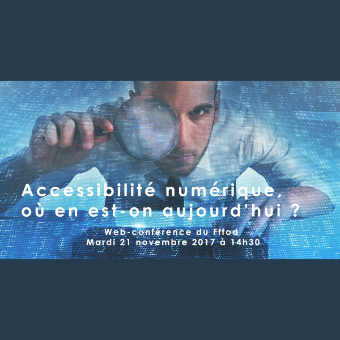 Accessibilité numérique,
où en est-on aujourd'hui ?
Web-conférence du Fffod
Mardi 21 novembre 2017 à 14h30